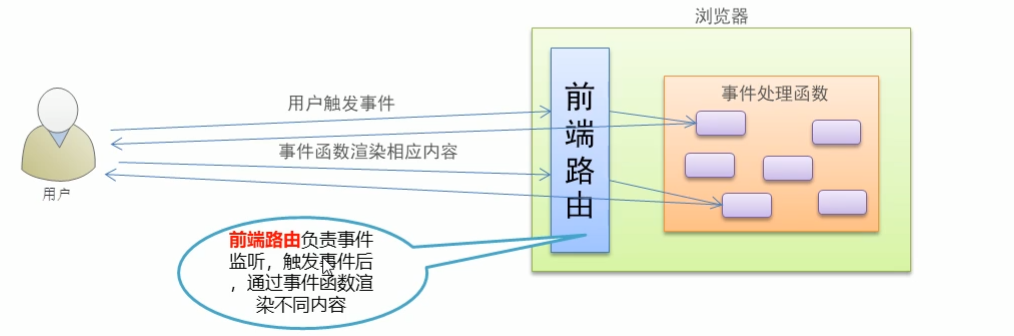 浏览器
用户触发事件
事件函数渲染相应内容
用户
前
端
路
由
事件处理函数
前端路由负责事件
监听，触发事件后
，通过事件函数渲
染不同内容